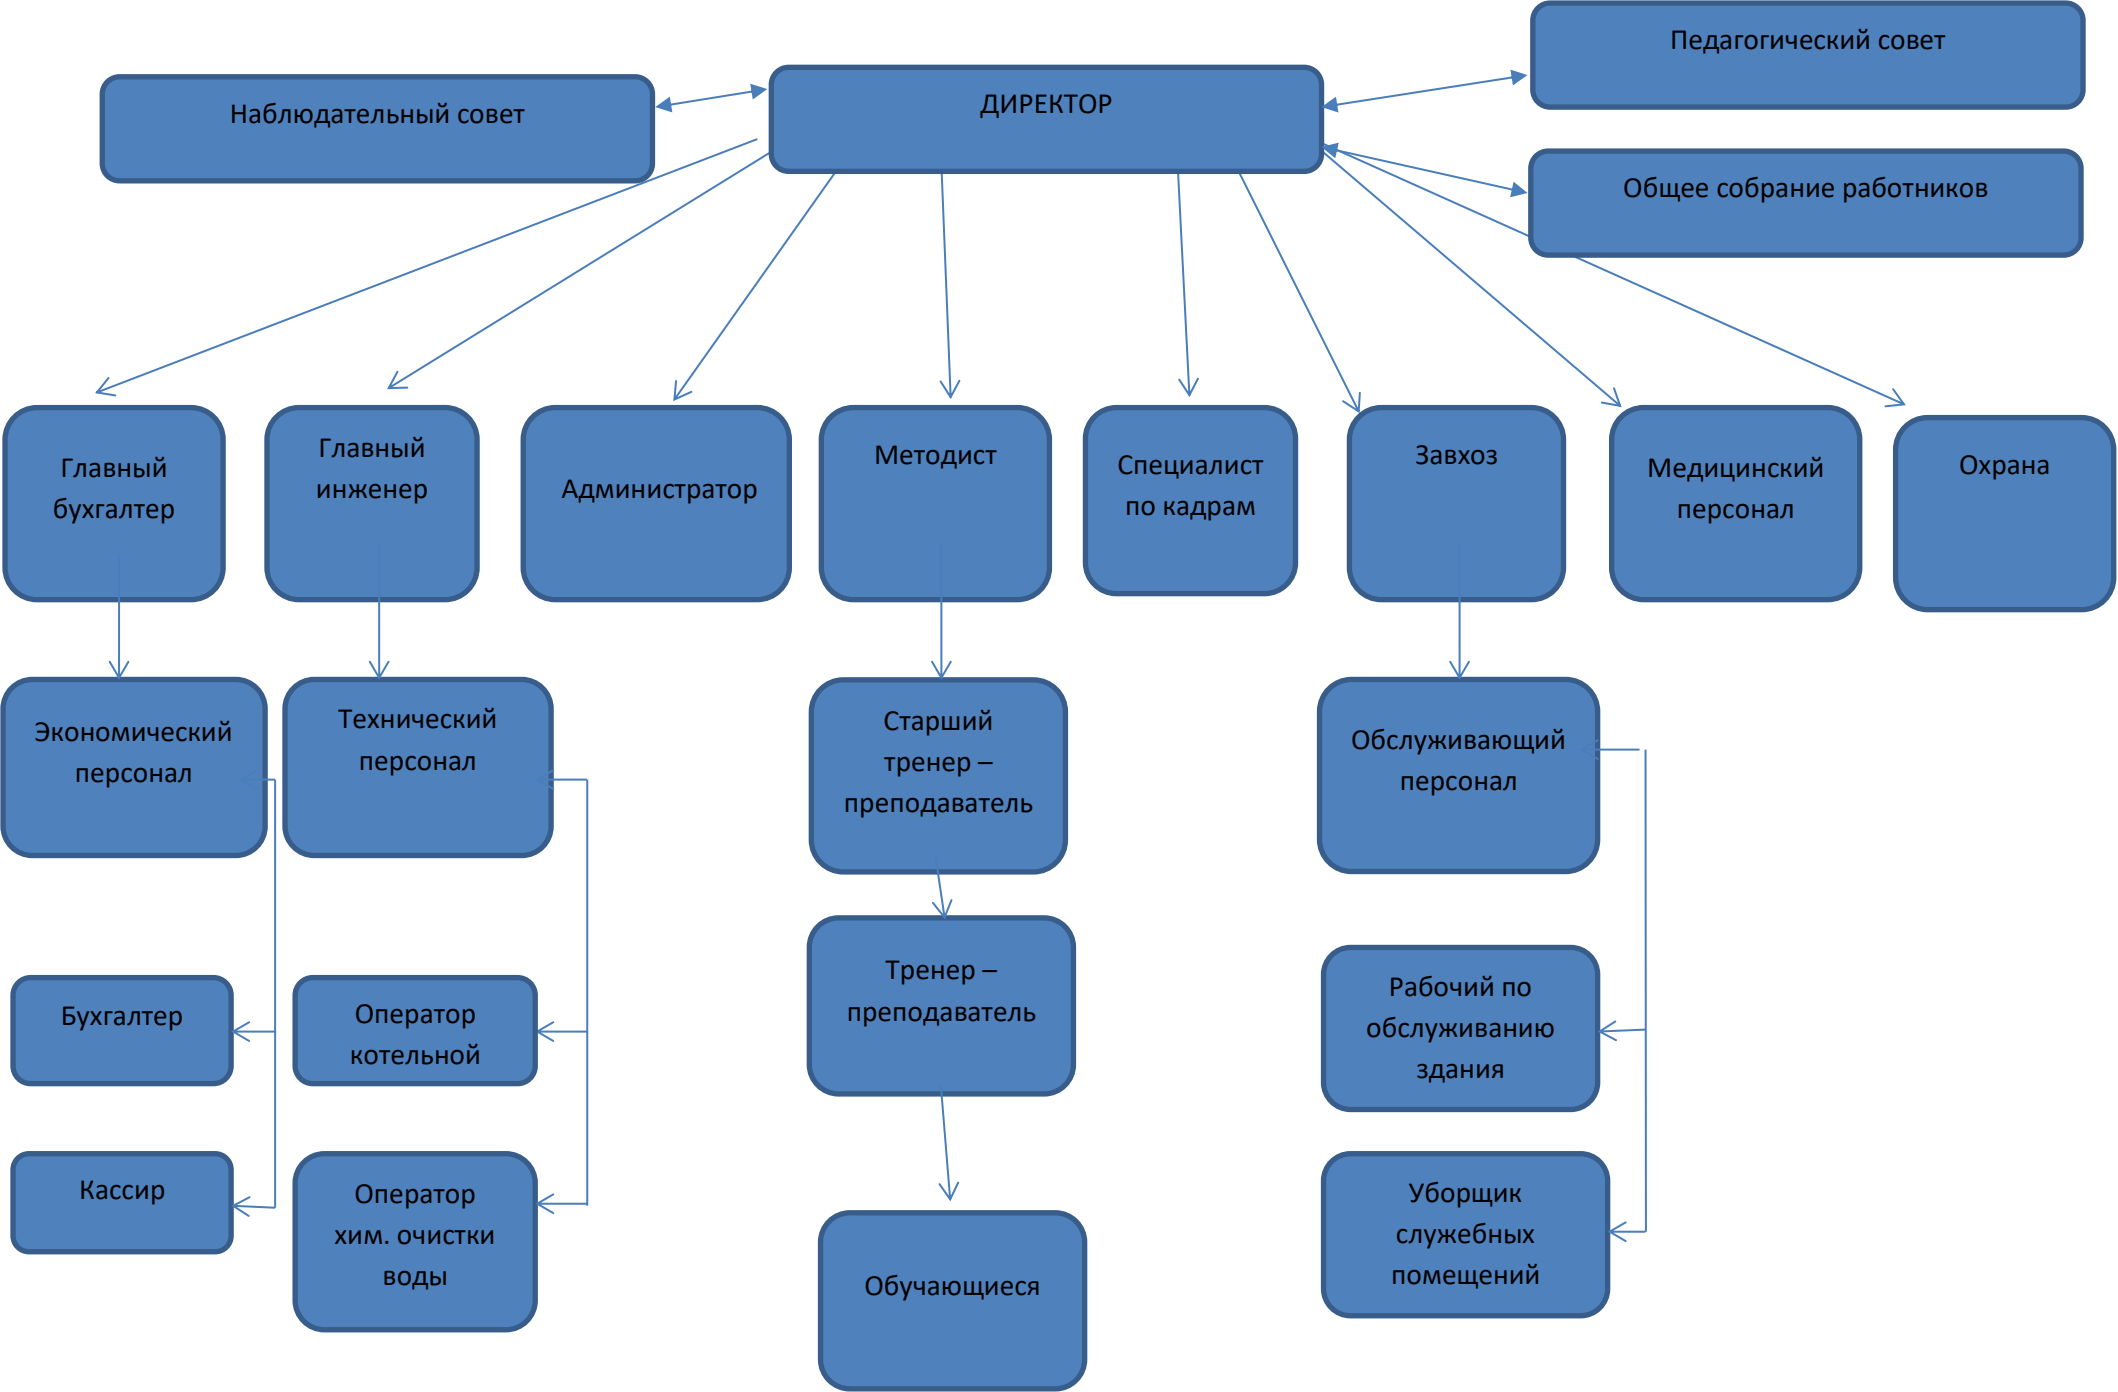 Педагогический совет
Наблюдательный совет
ДИРЕКТОР
Общее собрание работников
Главный
бухгалтер
Главный
инженер
Администратор
Методист
Специалист
по кадрам
Завхоз
Медицинский
персонал
Охрана
Экономический
персонал
Технический
персонал
Старший
тренер –
преподаватель
Обслуживающий
персонал
Бухгалтер
Оператор
котельной
Тренер –
преподаватель
Рабочий по
обслуживанию
здания
Кассир
Оператор
хим. очистки
воды
Обучающиеся
Уборщик
служебных
помещений